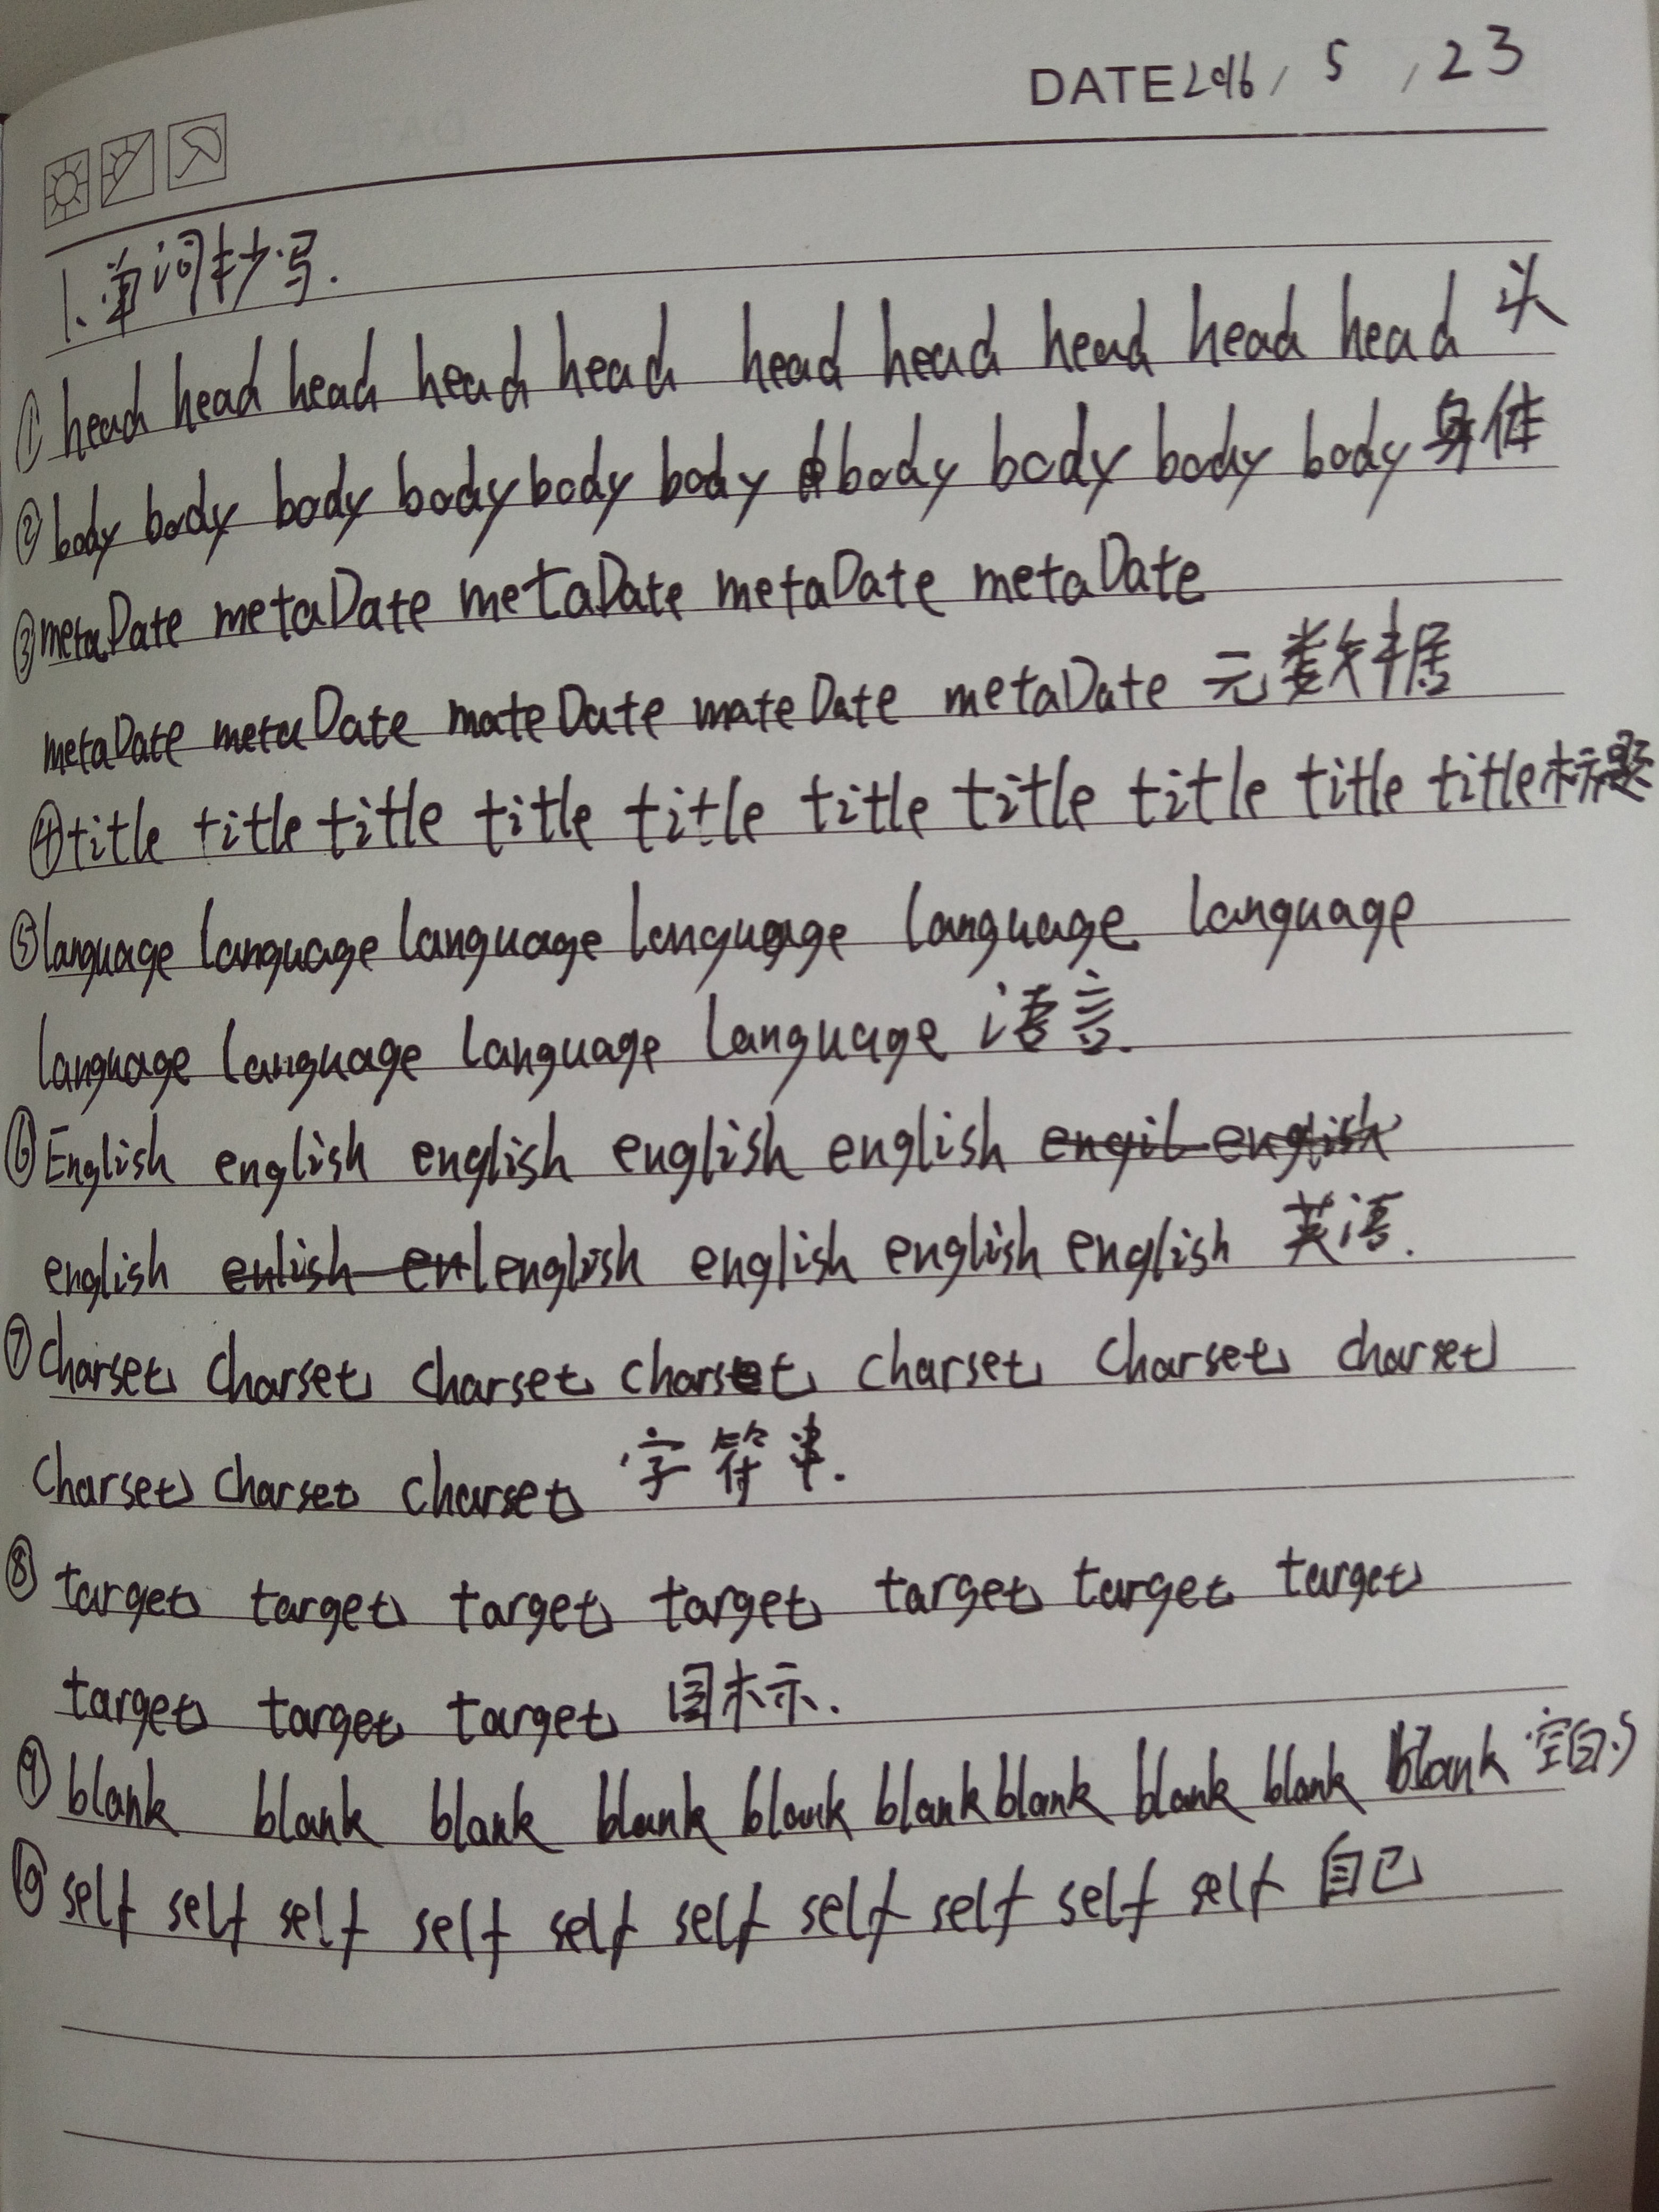 DATE 2016 / 5 / 23
1、单词抄写.
① head head head head head head head head head head 头
② body body body body body body body body body body 身体
③ metaDate metaDate metaDate metaDate metaDate
metaDate metaDate mateDate mateDate metaDate 元数据
④ title title title title title title title title title title 标题
⑤ language language language language language language
language language language language 语言.
⑥ English english english english english engil english
english enlish en english english english english 英语.
⑦ charset charset charset charset charset charset charset
charset charset charset 字符串.
⑧ target target target target target target target
target target target 图标示.
⑨ blank blank blank blank blank blank blank blank blank blank 空白的
⑩ self self self self self self self self self self 自己